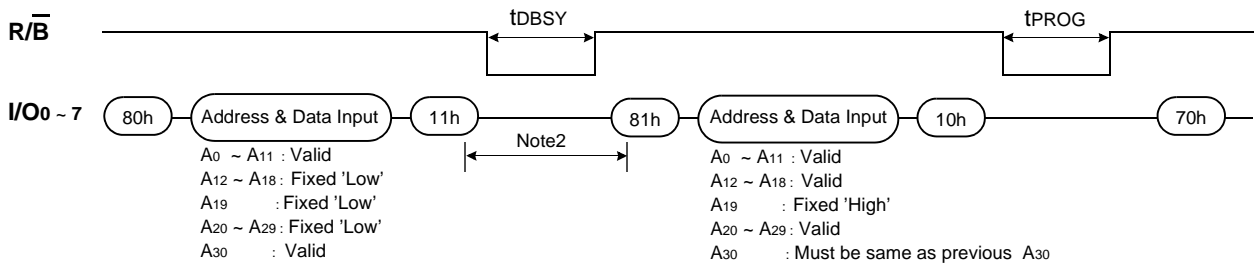 R/B tDBSY tPROG
I/O0 ~ 7 80h Address & Data Input 11h 81h Address & Data Input 10h 70h
Note2
A0 ~ A11 : Valid
A12 ~ A18 : Fixed 'Low'
A19 : Fixed 'Low'
A20 ~ A29 : Fixed 'Low'
A30 : Valid
A0 ~ A11 : Valid
A12 ~ A18 : Valid
A19 : Fixed 'High'
A20 ~ A29 : Valid
A30 : Must be same as previous A30